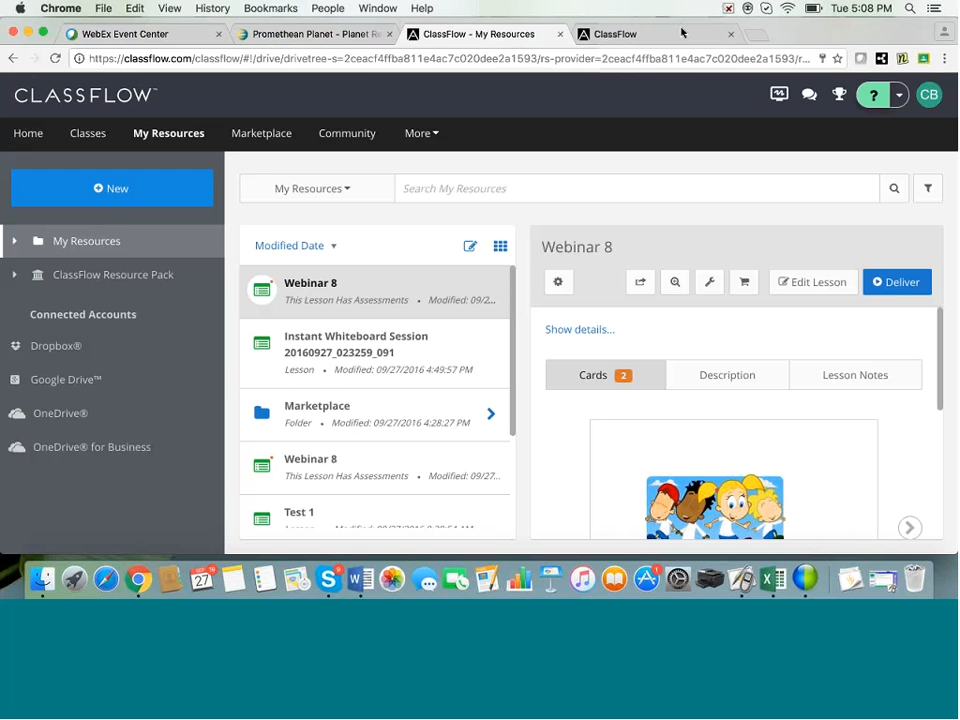 Chrome File Edit View History Bookmarks People Window Help Tue 5:08 PM
WebEx Event Center × Promethean Planet - Planet Re × ClassFlow - My Resources × ClassFlow ×
https://classflow.com/classflow/#!/drive/drivetree-s=2ceacf4ffba811e4ac7c020dee2a1593/rs-provider=2ceacf4ffba811e4ac7c020dee2a1593/r...
CLASSFLOW™ ? CB
Home Classes My Resources Marketplace Community More
New
My Resources
ClassFlow Resource Pack
Connected Accounts
Dropbox®
Google Drive™
OneDrive®
OneDrive® for Business
My Resources Search My Resources
Modified Date
Webinar 8
This Lesson Has Assessments • Modified: 09/2...
Instant Whiteboard Session
20160927_023259_091
Lesson • Modified: 09/27/2016 4:49:57 PM
Marketplace
Folder • Modified: 09/27/2016 4:28:27 PM
Webinar 8
This Lesson Has Assessments • Modified: 09/27...
Test 1
Webinar 8
Edit Lesson Deliver
Show details...
Cards 2 Description Lesson Notes
27